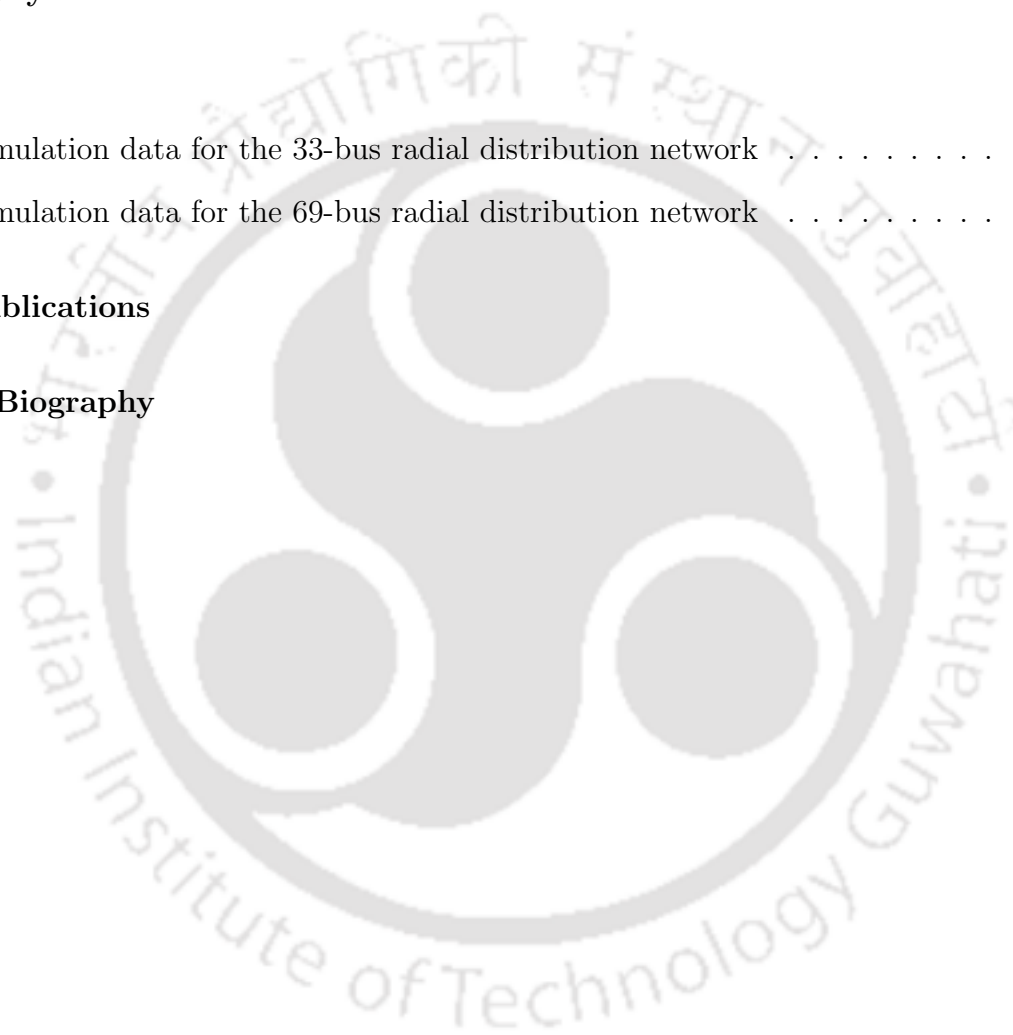 mulation data for the 33-bus radial distribution network . . . . . . . . .
mulation data for the 69-bus radial distribution network . . . . . . . . .
blications
Biography
भारतीय प्रौद्योगिकी संस्थान गुवाहाटी
• Indian Institute of Technology Guwahati •